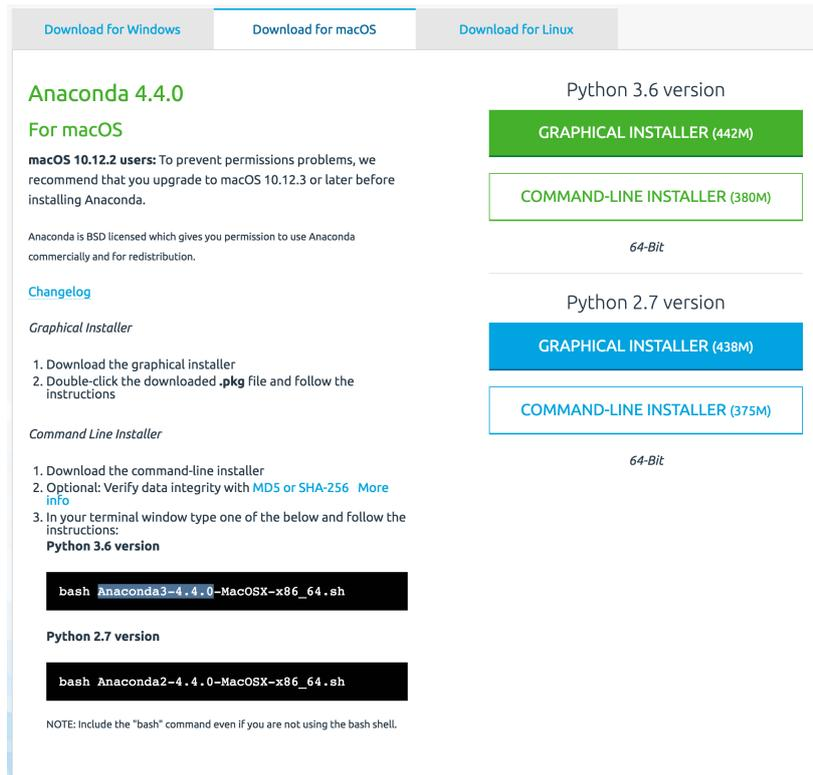 Download for Windows
Download for macOS
Download for Linux
Anaconda 4.4.0
For macOS
macOS 10.12.2 users: To prevent permissions problems, we
recommend that you upgrade to macOS 10.12.3 or later before
installing Anaconda.
Anaconda is BSD licensed which gives you permission to use Anaconda
commercially and for redistribution.
Changelog
Graphical Installer
1. Download the graphical installer
2. Double-click the downloaded .pkg file and follow the
instructions
Command Line Installer
1. Download the command-line installer
2. Optional: Verify data integrity with MD5 or SHA-256 More
info
3. In your terminal window type one of the below and follow the
instructions:
Python 3.6 version
bash Anaconda3-4.4.0-MacOSX-x86_64.sh
Python 2.7 version
bash Anaconda2-4.4.0-MacOSX-x86_64.sh
NOTE: Include the "bash" command even if you are not using the bash shell.
Python 3.6 version
GRAPHICAL INSTALLER (442M)
COMMAND-LINE INSTALLER (380M)
64-Bit
Python 2.7 version
GRAPHICAL INSTALLER (438M)
COMMAND-LINE INSTALLER (375M)
64-Bit